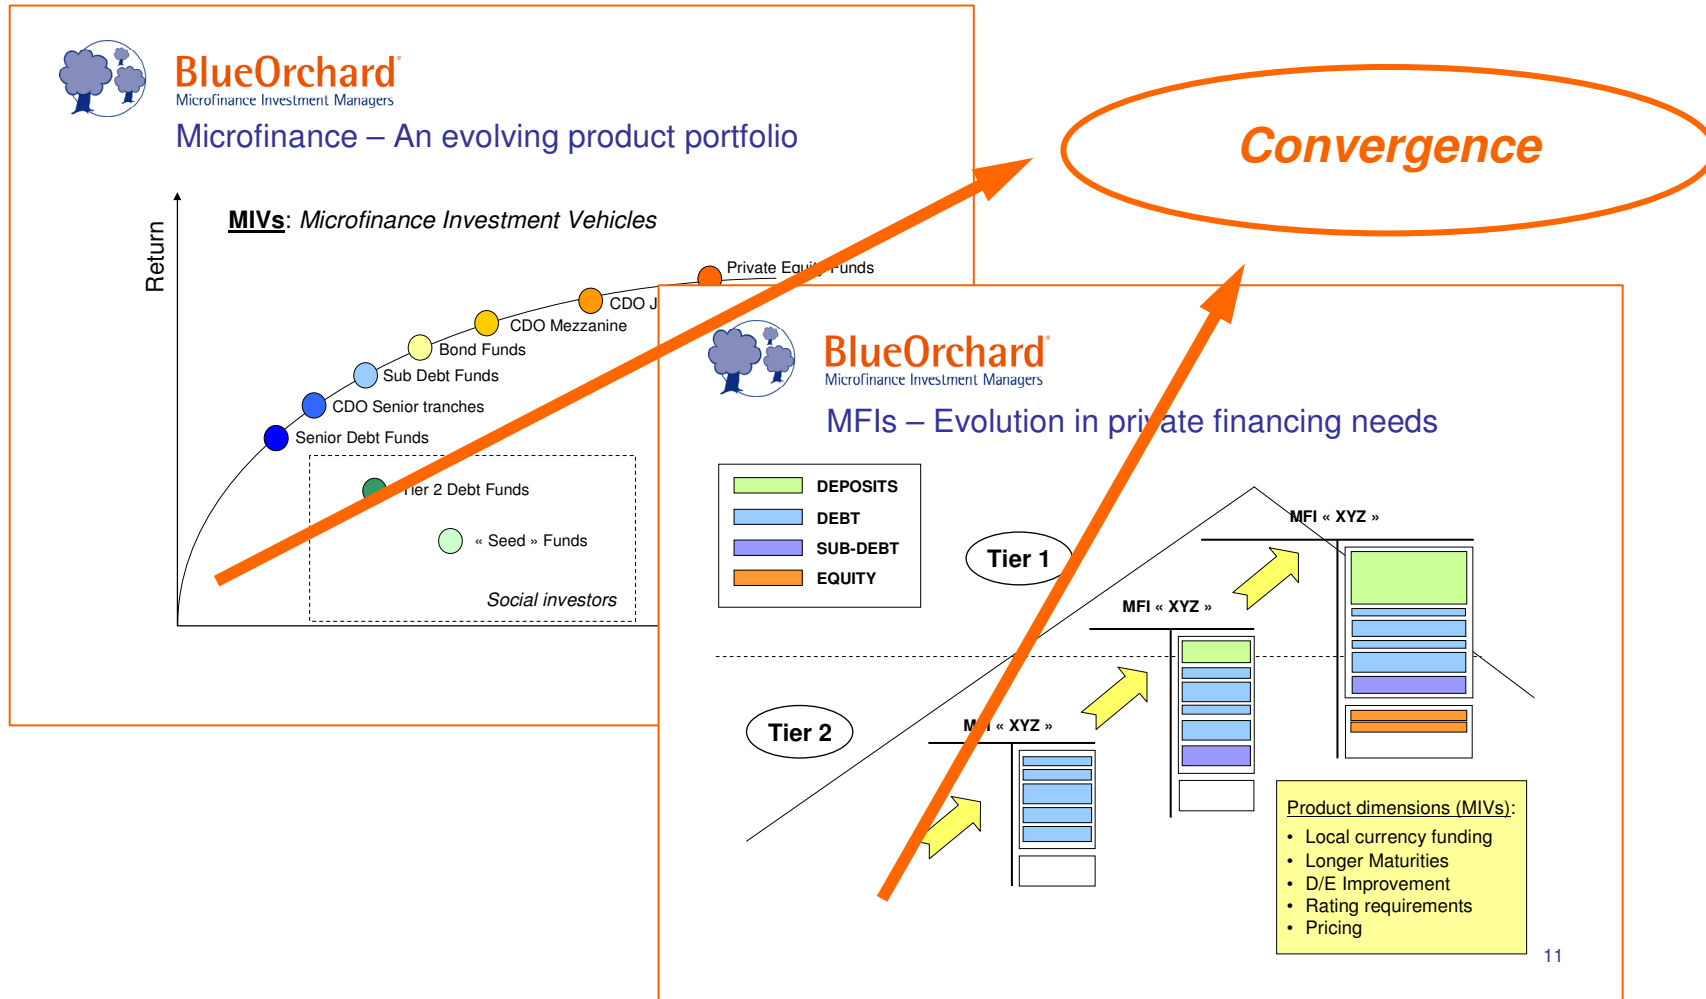 BlueOrchard
Microfinance Investment Managers
Microfinance – An evolving product portfolio
Convergence
MIVs: Microfinance Investment Vehicles
Return
Private Equity Funds
CDO J
CDO Mezzanine
Bond Funds
Sub Debt Funds
CDO Senior tranches
Senior Debt Funds
Tier 2 Debt Funds
« Seed » Funds
Social investors
BlueOrchard
Microfinance Investment Managers
MFIs – Evolution in private financing needs
DEPOSITS
DEBT
SUB-DEBT
EQUITY
Tier 1
MFI « XYZ »
MFI « XYZ »
Tier 2
MFI « XYZ »
Product dimensions (MIVs):
• Local currency funding
• Longer Maturities
• D/E Improvement
• Rating requirements
• Pricing
11